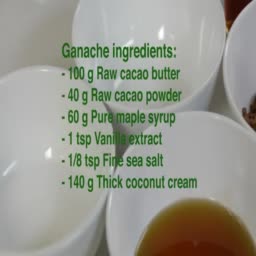 Ganache ingredients:
- 100 g Raw cacao butter
- 40 g Raw cacao powder
- 60 g Pure maple syrup
- 1 tsp Vanilla extract
- 1/8 tsp Fine sea salt
- 140 g Thick coconut cream